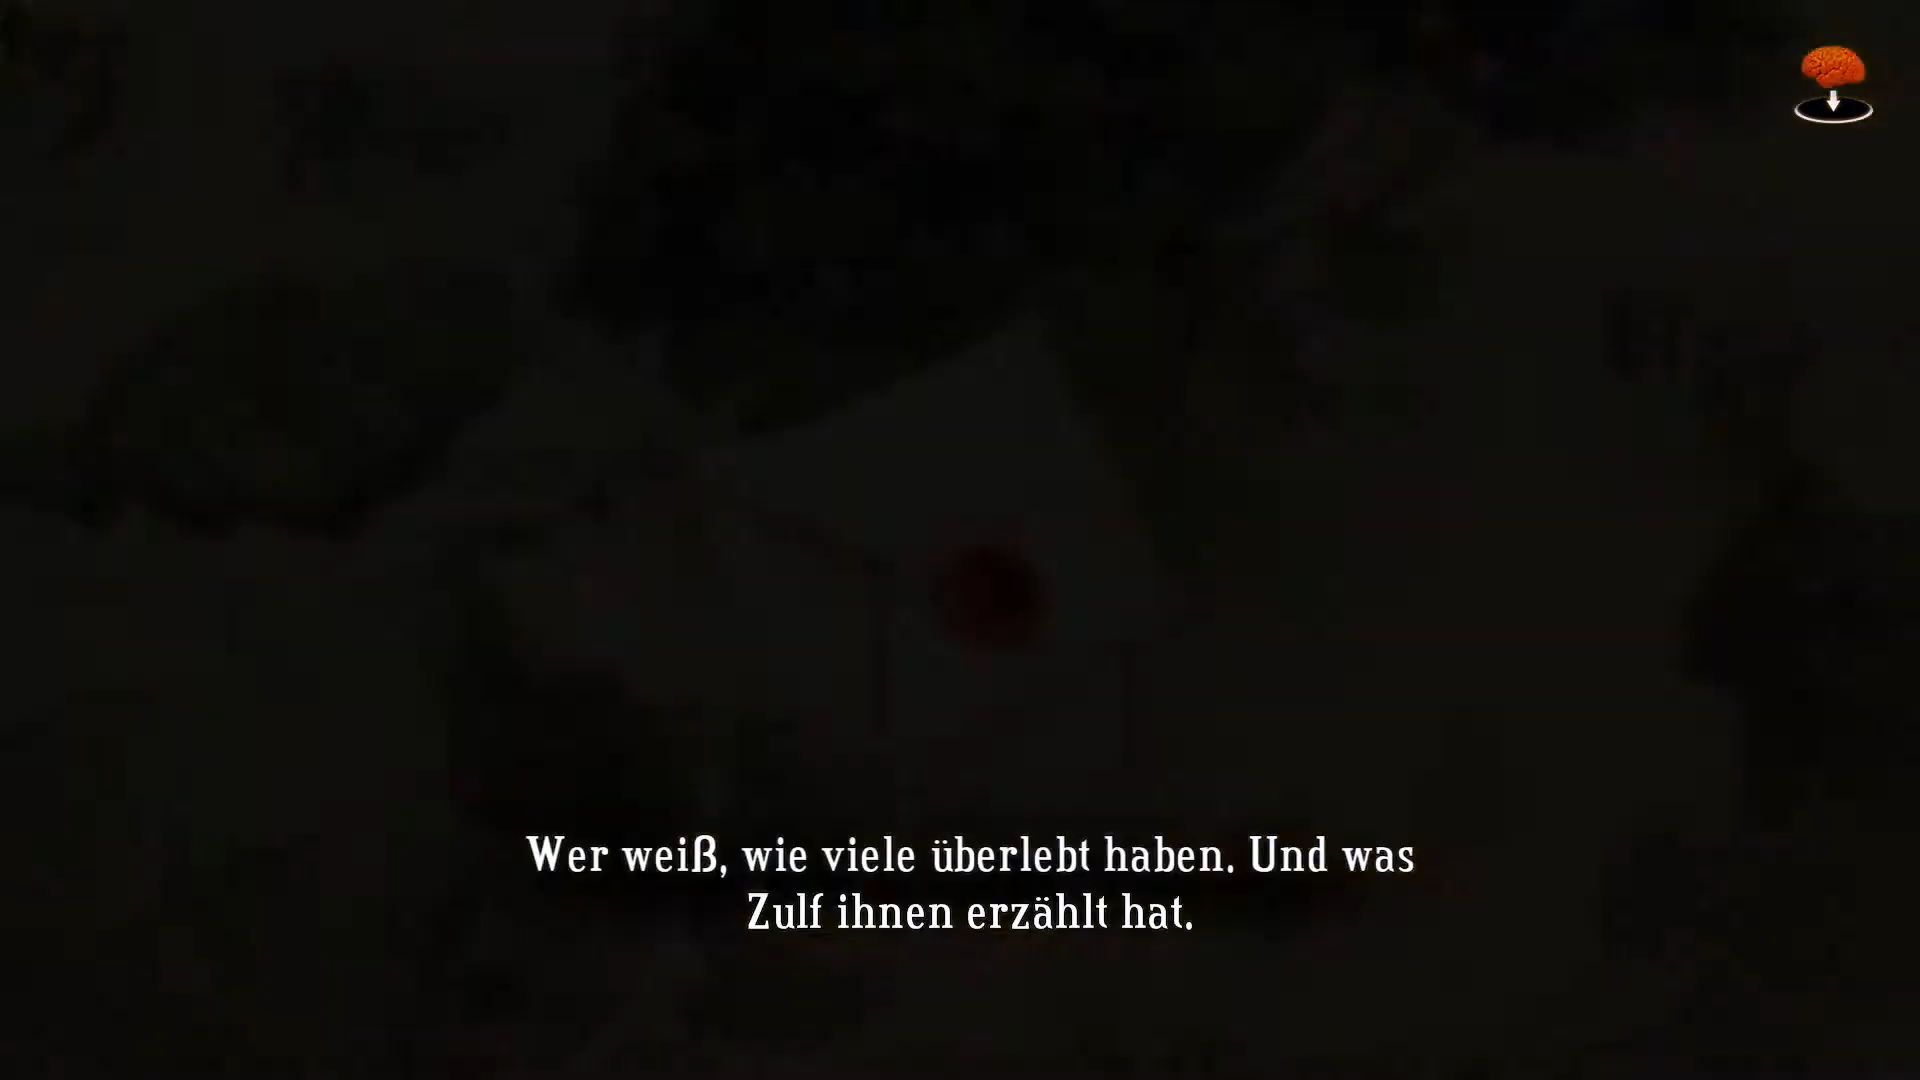 Wer weiß, wie viele überlebt haben. Und was
Zulf ihnen erzählt hat.